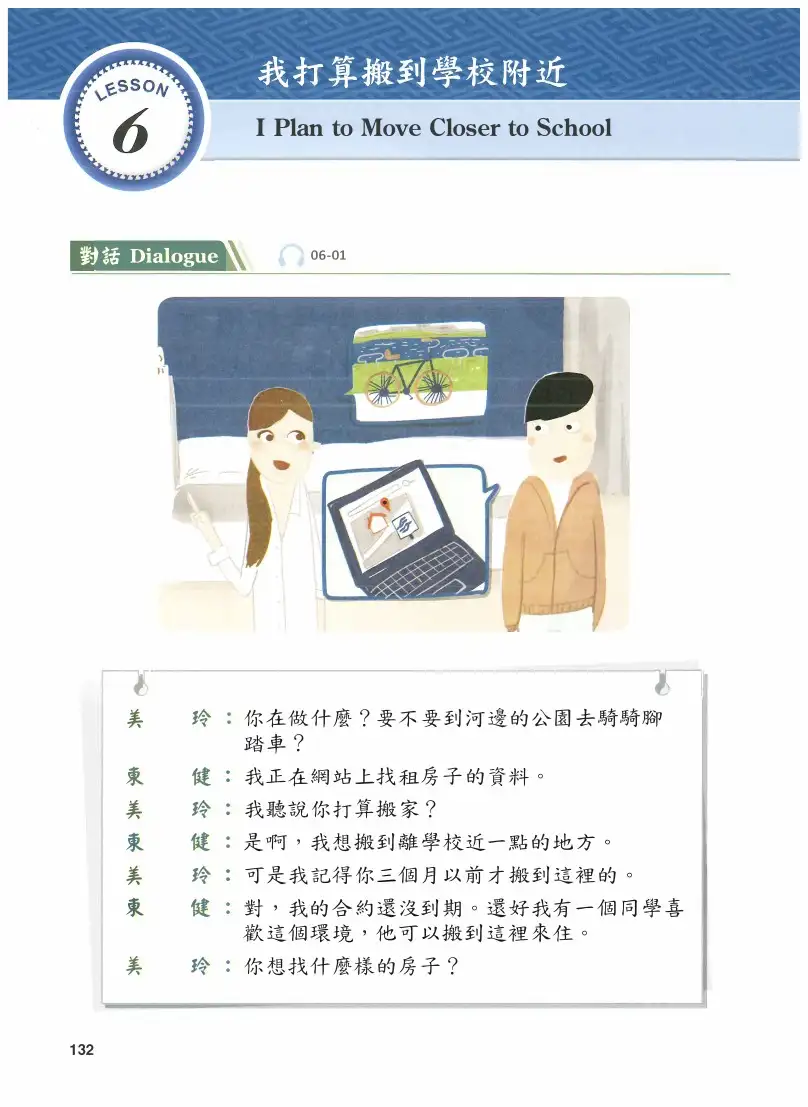 LESSON
6
我打算搬到學校附近
I Plan to Move Closer to School
對話 Dialogue
06-01
美玲：你在做什麼？要不要到河邊的公園去騎騎腳
踏車？
東健：我正在網站上找租房子的資料。
美玲：我聽說你打算搬家？
東健：是啊，我想搬到離學校近一點的地方。
美玲：可是我記得你三個月以前才搬到這裡的。
東健：對，我的合約還沒到期。還好我有一個同學喜
歡這個環境，他可以搬到這裡來住。
美玲：你想找什麼樣的房子？
132